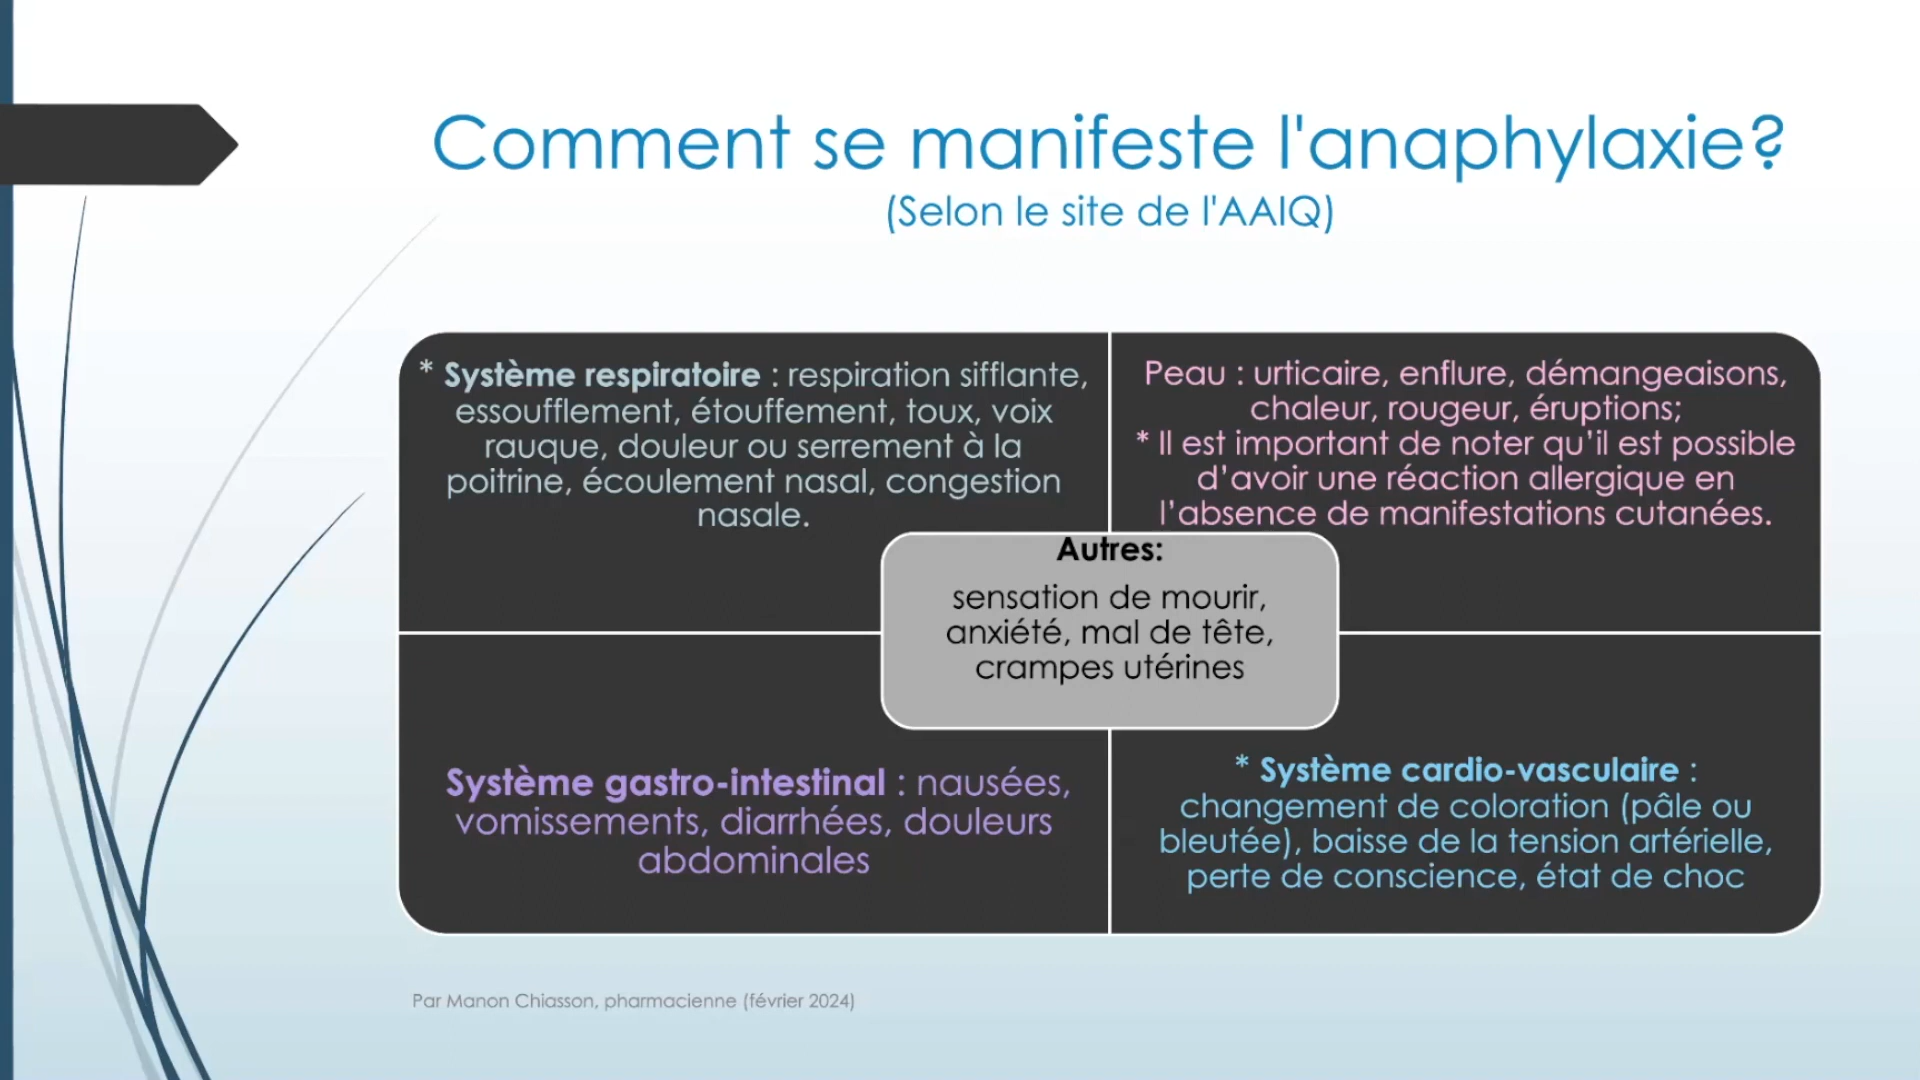 Comment se manifeste l'anaphylaxie?
(Selon le site de l'AAIQ)
* Système respiratoire : respiration sifflante,
essoufflement, étouffement, toux, voix
rauque, douleur ou serrement à la
poitrine, écoulement nasal, congestion
nasale.
Peau : urticaire, enflure, démangeaisons,
chaleur, rougeur, éruptions;
* Il est important de noter qu’il est possible
d’avoir une réaction allergique en
l’absence de manifestations cutanées.
Autres:
sensation de mourir,
anxiété, mal de tête,
crampes utérines
Système gastro-intestinal : nausées,
vomissements, diarrhées, douleurs
abdominales
* Système cardio-vasculaire :
changement de coloration (pâle ou
bleutée), baisse de la tension artérielle,
perte de conscience, état de choc
Par Manon Chiasson, pharmacienne (février 2024)